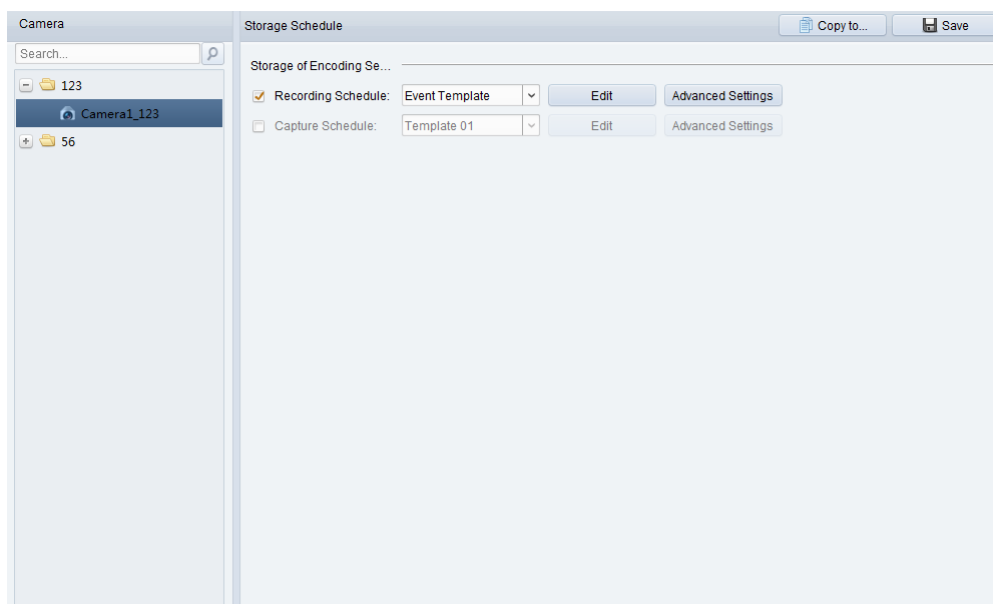 Camera
Search...
123
Camera1_123
56
Storage Schedule
Copy to...
Save
Storage of Encoding Se...
Recording Schedule: Event Template Edit Advanced Settings
Capture Schedule: Template 01 Edit Advanced Settings